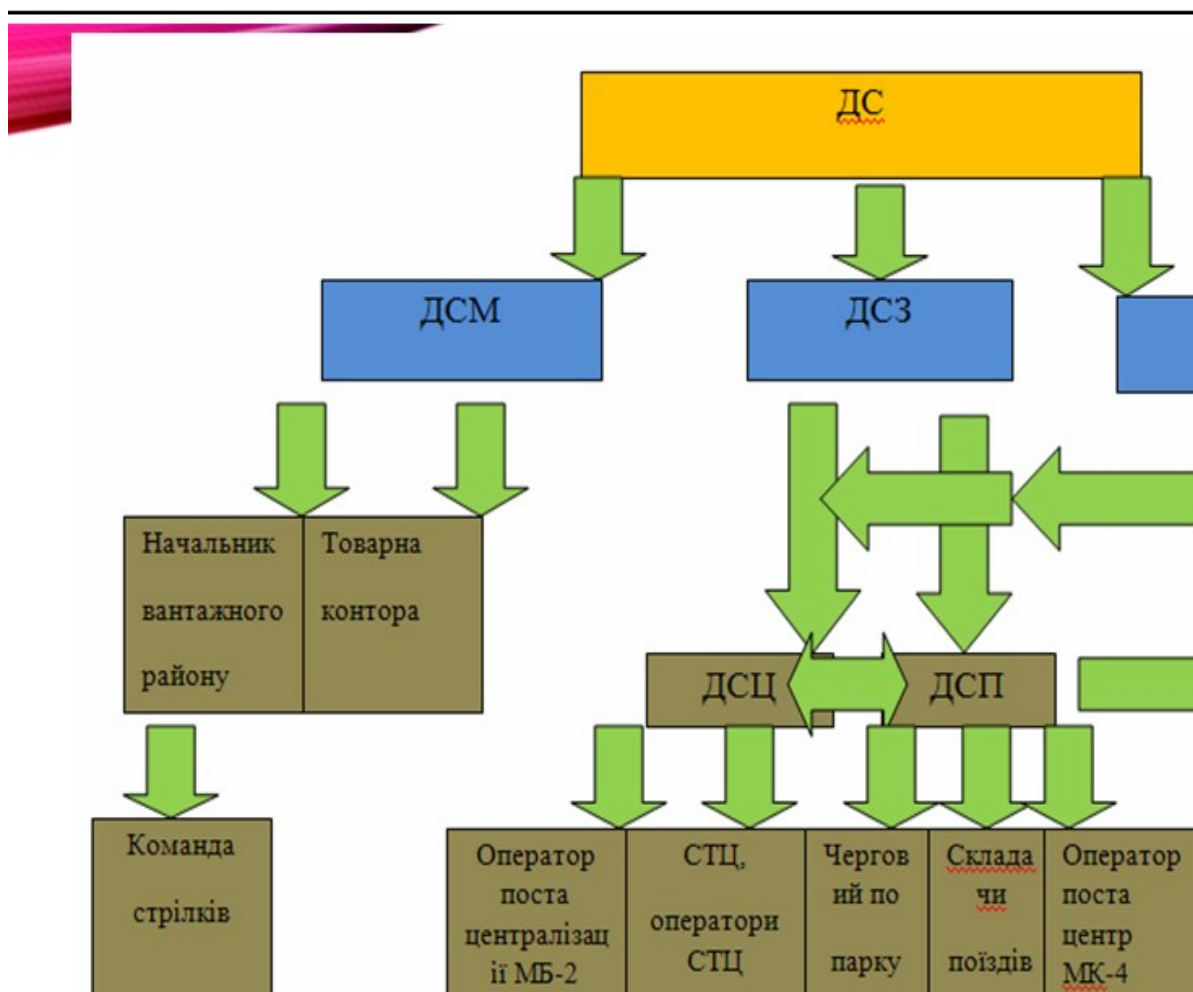 ДС
ДСМ
ДСЗ
Начальник
вантажного
району
Товарна
контора
ДСЦ
ДСП
Команда
стрілків
Оператор
поста
централізац
ії МБ-2
СТЦ,
оператори
СТЦ
Чергов
ий по
парку
Склада
чи
поїздів
Оператор
поста
центр
МК-4